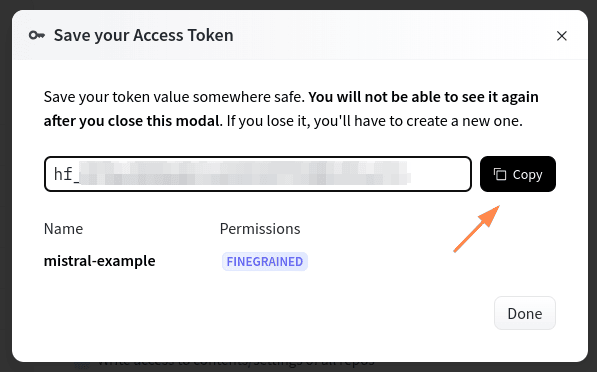 Save your Access Token
Save your token value somewhere safe. You will not be able to see it again
after you close this modal. If you lose it, you'll have to create a new one.
hf_
Copy
Name Permissions
mistral-example FINEGRAINED
Done
Write access to contents/settings of all repos